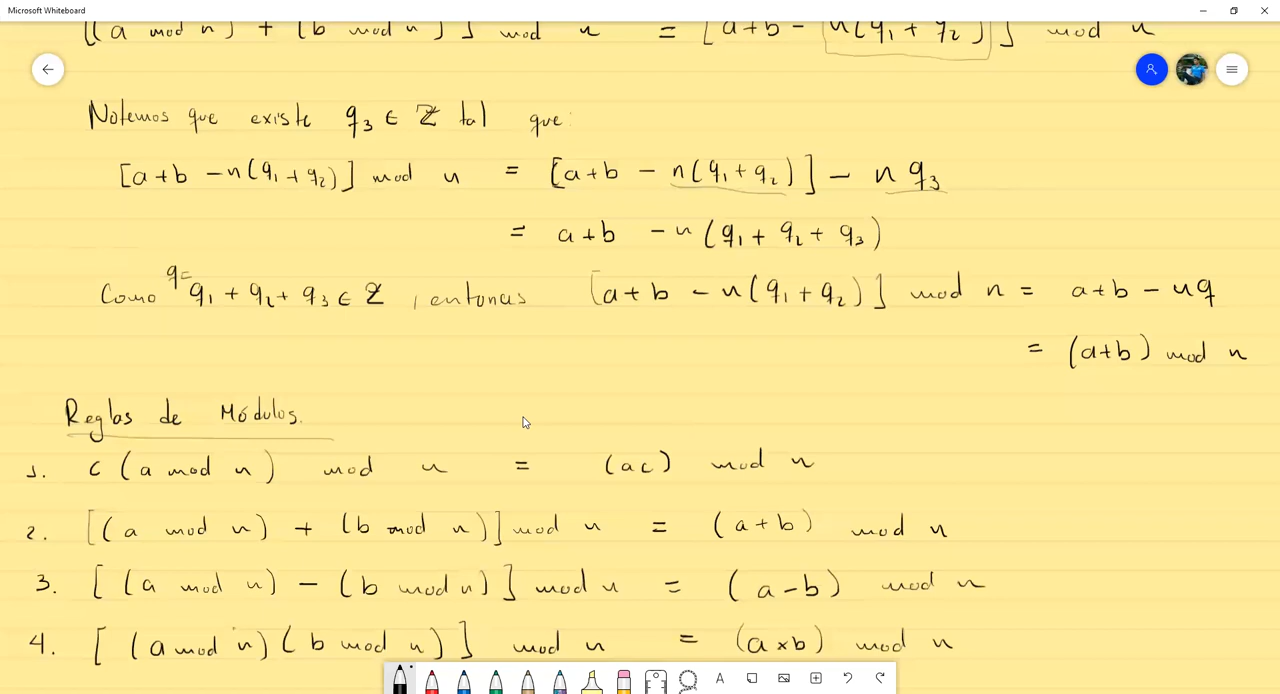 Microsoft Whiteboard
[(a mod n) + (b mod n)] mod n = [a+b - n(q₁ + q₂)] mod n
Notemos que existe q₃ ∈ ℤ tal que:
[a+b - n(q₁ + q₂)] mod n = [a+b - n(q₁ + q₂)] - n q₃
= a+b - n(q₁ + q₂ + q₃)
Como q= q₁ + q₂ + q₃ ∈ ℤ, entonces [a+b - n(q₁ + q₂)] mod n = a+b - nq
= (a+b) mod n
Reglas de Módulos.
1. c (a mod n) mod n = (ac) mod n
2. [(a mod n) + (b mod n)] mod n = (a+b) mod n
3. [(a mod n) - (b mod n)] mod n = (a-b) mod n
4. [(a mod n)(b mod n)] mod n = (a×b) mod n